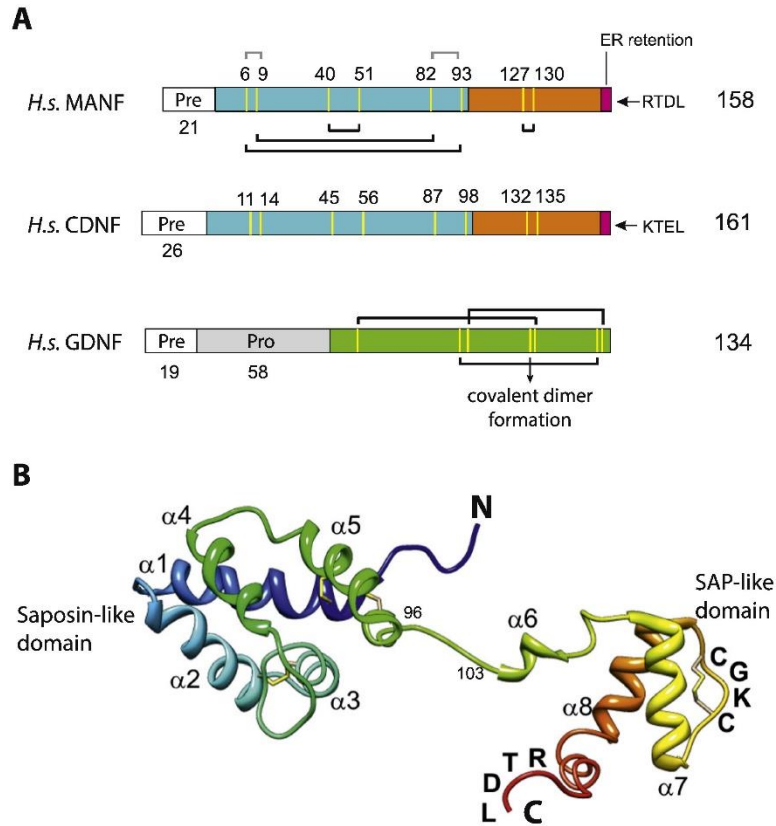 A
ER retention
6 9 40 51 82 93 127 130
H.s. MANF Pre RTDL 158
21
11 14 45 56 87 98 132 135
H.s. CDNF Pre KTEL 161
26
H.s. GDNF Pre Pro 134
19 58
covalent dimer
formation
B
N
α4
α5
α1
SAP-like
domain
Saposin-like
domain
96
α6
C
G
K
C
103
α2
α3
α8
α7
R
T
D
L
C